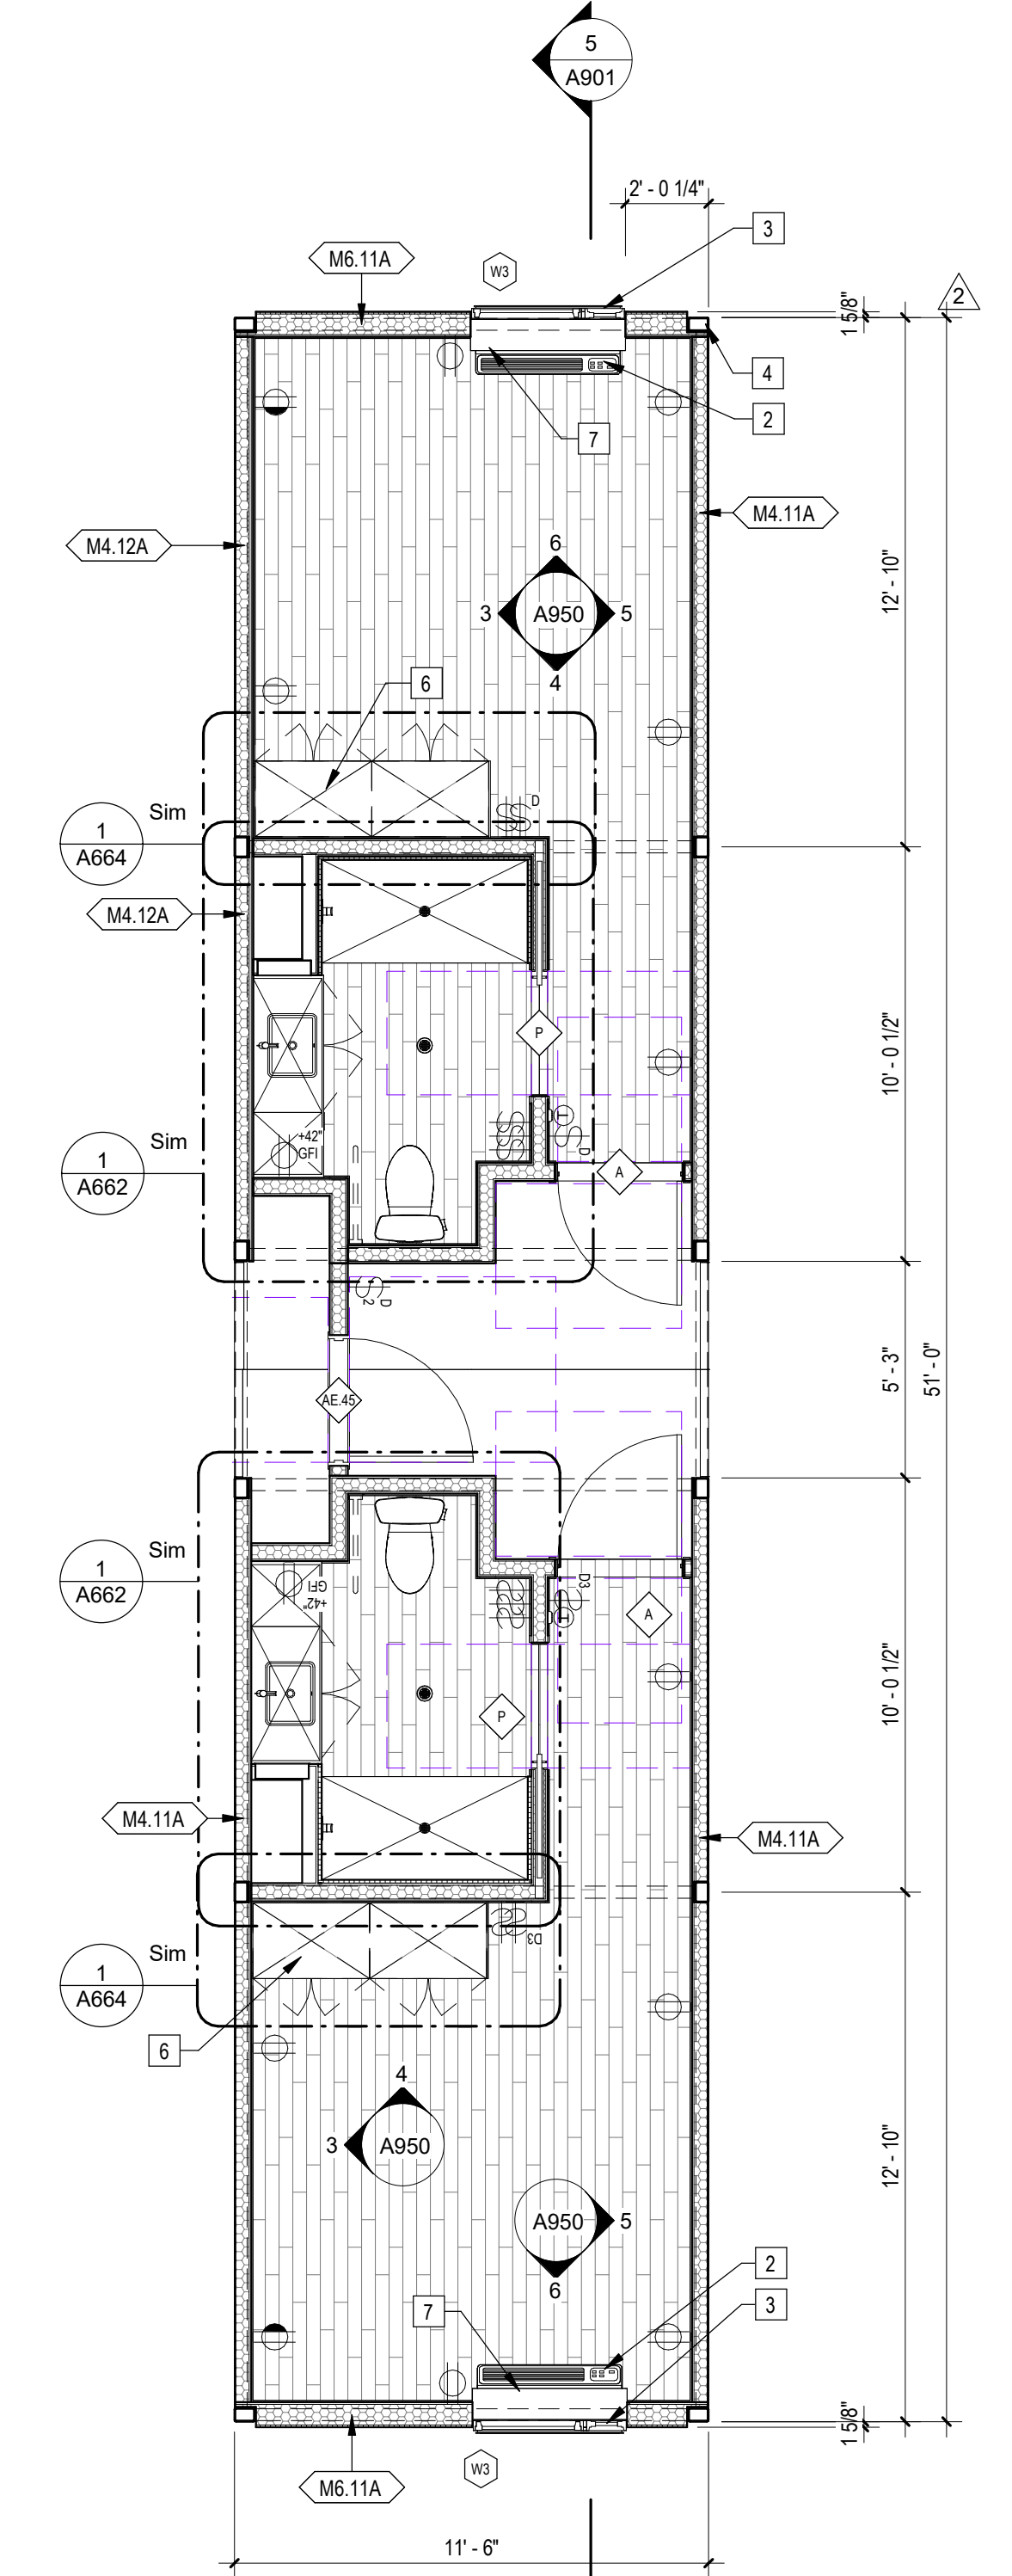 5
A901
2' - 0 1/4"
3
M6.11A
W3
1 5/8"
2
4
2
7
M4.11A
M4.12A
12' - 10"
6
3 A950 5
4
6
D
Sim
1
A664
M4.12A
P
10' - 0 1/2"
+42"
GFI
T
D
Sim
1
A662
A
2
D
5' - 3"
51' - 0"
AE.45
Sim
1
A662
GFI
+42"
D3
T
A
P
10' - 0 1/2"
M4.11A
M4.11A
D3
Sim
1
A664
6
4
3 A950
12' - 10"
A950 5
6
2
7
3
1 5/8"
W3
M6.11A
11' - 6"